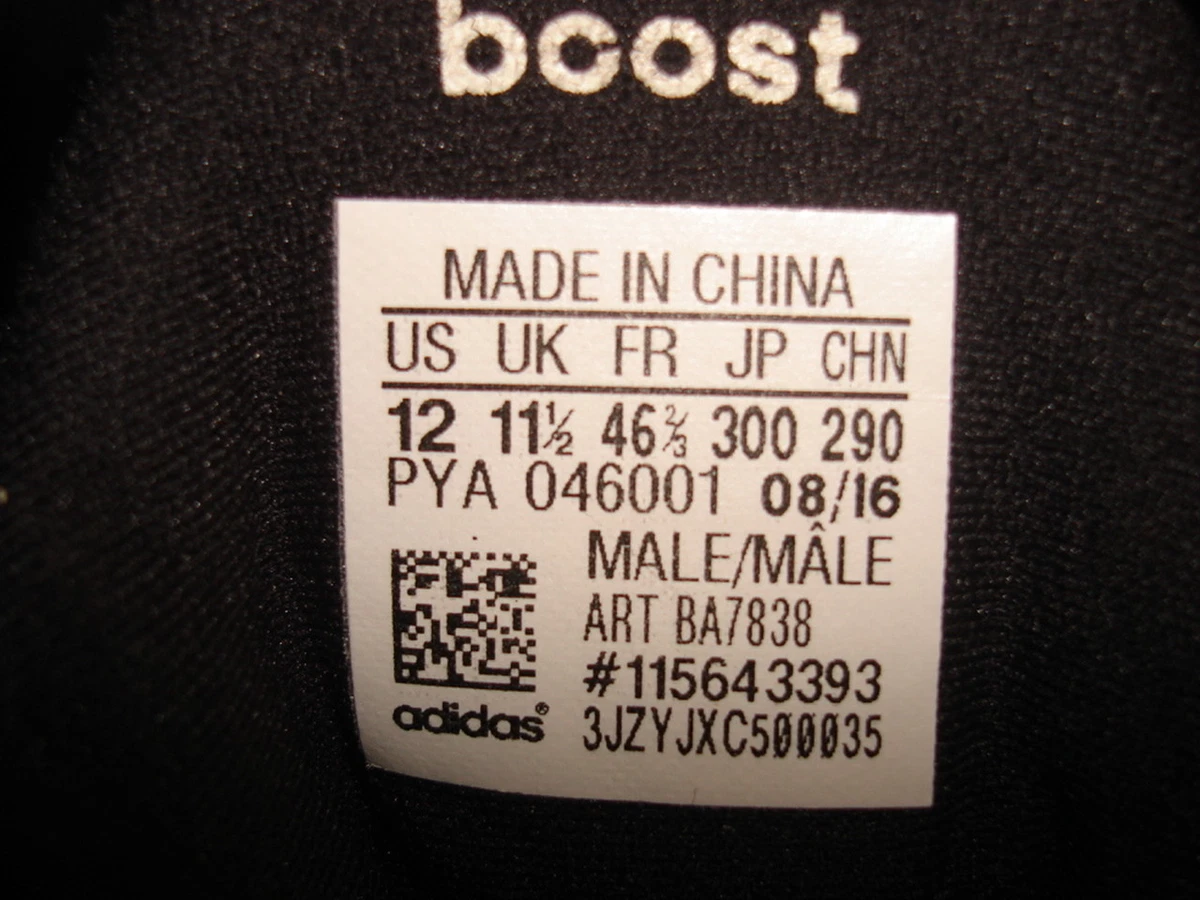 boost
MADE IN CHINA
US UK FR JP CHN
12 11½ 46⅔ 300 290
PYA 046001 08/16
MALE/MÂLE
ART BA7838
#115643393
adidas® 3JZYJXC500035